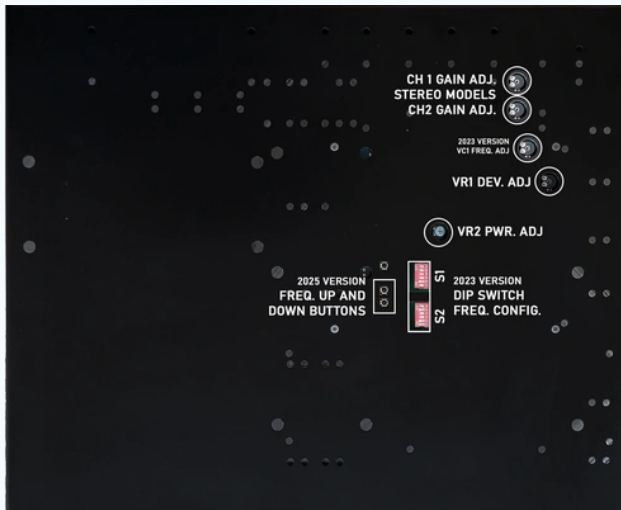 CH 1 GAIN ADJ.
STEREO MODELS
CH2 GAIN ADJ.
2023 VERSION
VC1 FREQ. ADJ
VR1 DEV. ADJ
VR2 PWR. ADJ
2025 VERSION
FREQ. UP AND
DOWN BUTTONS
S1
S2
2023 VERSION
DIP SWITCH
FREQ. CONFIG.